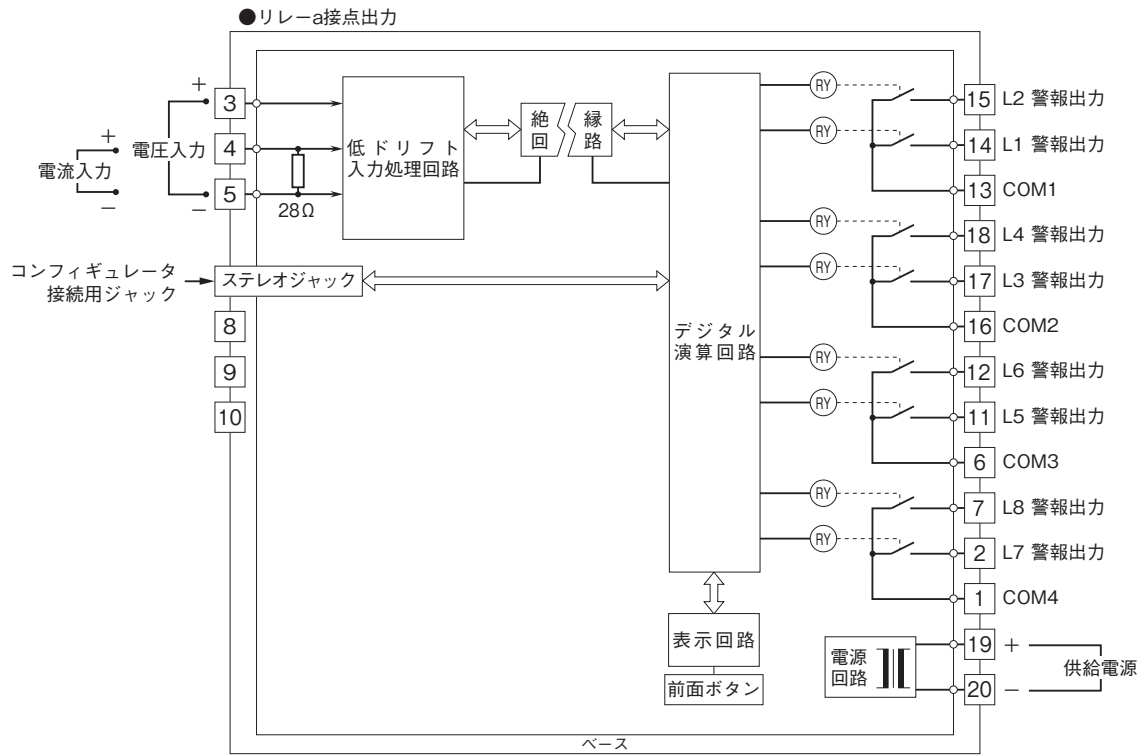 ●リレーa接点出力
+
3
4
5
−
電圧入力
+
電流入力
−
28Ω
低ドリフト
入力処理回路
絶縁
回路
コンフィギュレータ
接続用ジャック
ステレオジャック
8
9
10
デジタル
演算回路
表示回路
前面ボタン
RY
15 L2 警報出力
RY
14 L1 警報出力
13 COM1
RY
18 L4 警報出力
RY
17 L3 警報出力
16 COM2
RY
12 L6 警報出力
RY
11 L5 警報出力
6 COM3
RY
7 L8 警報出力
RY
2 L7 警報出力
1 COM4
電源
回路
19 +
20 −
供給電源
ベース